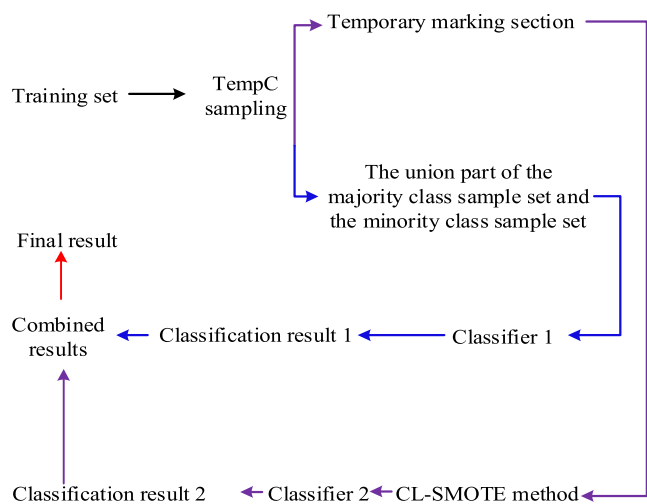 Temporary marking section
Training set
TempC
sampling
The union part of the
majority class sample set and
the minority class sample set
Final result
Combined
results
Classification result 1
Classifier 1
Classification result 2
Classifier 2
CL-SMOTE method